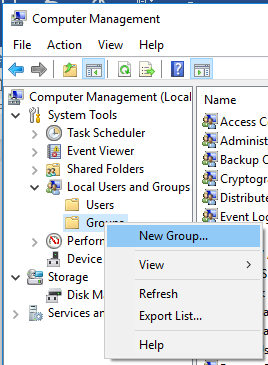 Computer Management
File Action View Help
Computer Management (Local
System Tools
Task Scheduler
Event Viewer
Shared Folders
Local Users and Groups
Users
Groups
Perform
Device
Storage
Disk Ma
Services an
Name
Access C
Administ
Backup O
Cryptogr
Distribute
Event Log
New Group...
View
Refresh
Export List...
Help